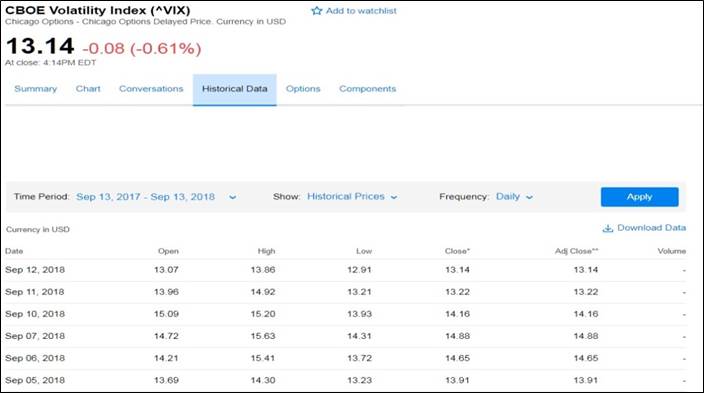 CBOE Volatility Index (^VIX)
Chicago Options - Chicago Options Delayed Price. Currency in USD
Add to watchlist
13.14 -0.08 (-0.61%)
At close: 4:14PM EDT
Summary Chart Conversations Historical Data Options Components
Time Period: Sep 13, 2017 - Sep 13, 2018 Show: Historical Prices Frequency: Daily Apply
Currency in USD Download Data
Date Open High Low Close* Adj Close** Volume
Sep 12, 2018 13.07 13.86 12.91 13.14 13.14 -
Sep 11, 2018 13.96 14.92 13.21 13.22 13.22 -
Sep 10, 2018 15.09 15.20 13.93 14.16 14.16 -
Sep 07, 2018 14.72 15.63 14.31 14.88 14.88 -
Sep 06, 2018 14.21 15.41 13.72 14.65 14.65 -
Sep 05, 2018 13.69 14.30 13.23 13.91 13.91 -